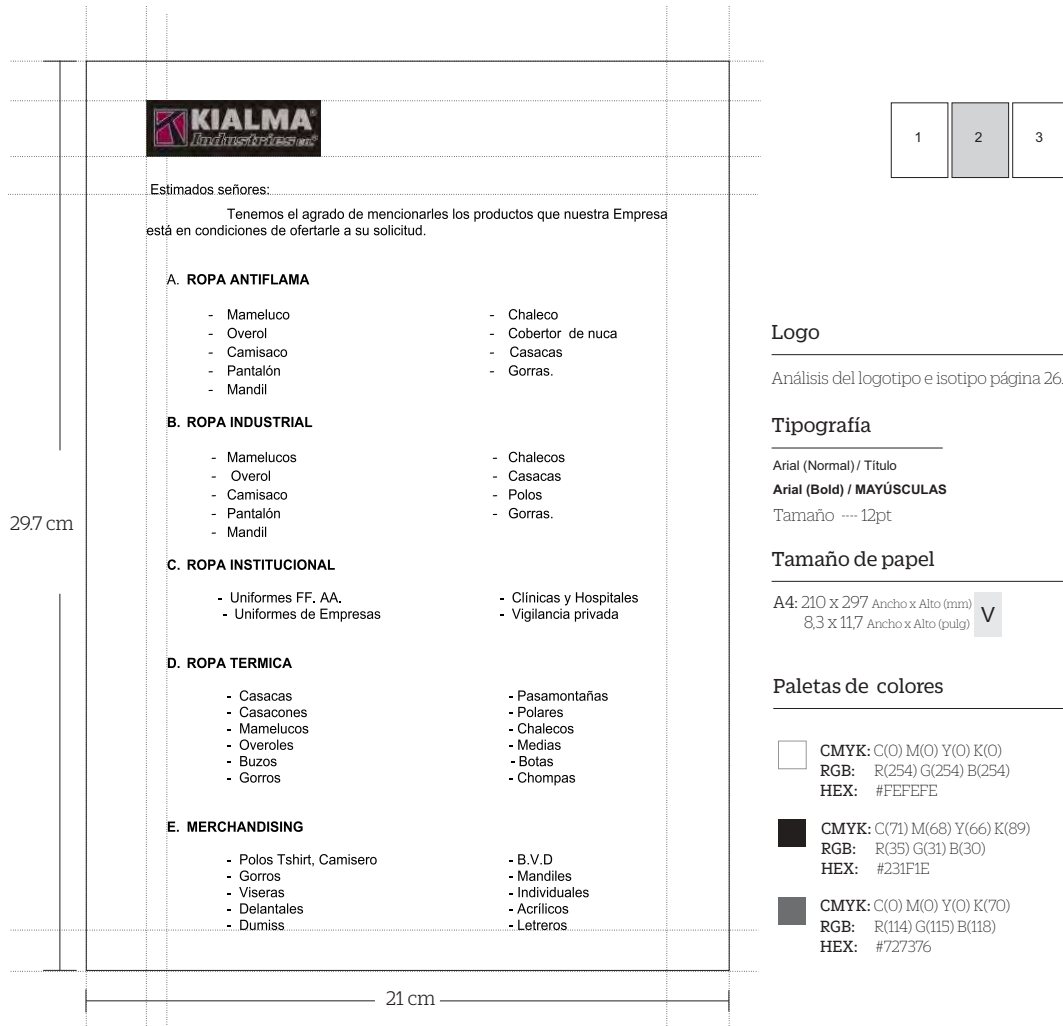 KIALMA
Industries
Estimados señores:
Tenemos el agrado de mencionarles los productos que nuestra Empresa
está en condiciones de ofertarle a su solicitud.
A. ROPA ANTIFLAMA
- Mameluco
- Overol
- Camisaco
- Pantalón
- Mandil
- Chaleco
- Cobertor de nuca
- Casacas
- Gorras.
B. ROPA INDUSTRIAL
- Mamelucos
- Overol
- Camisaco
- Pantalón
- Mandil
- Chalecos
- Casacas
- Polos
- Gorras.
C. ROPA INSTITUCIONAL
- Uniformes FF. AA.
- Uniformes de Empresas
- Clínicas y Hospitales
- Vigilancia privada
D. ROPA TERMICA
- Casacas
- Casacones
- Mamelucos
- Overoles
- Buzos
- Gorros
- Pasamontañas
- Polares
- Chalecos
- Medias
- Botas
- Chompas
E. MERCHANDISING
- Polos Tshirt, Camisero
- Gorros
- Viseras
- Delantales
- Dumiss
- B.V.D
- Mandiles
- Individuales
- Acrílicos
- Letreros
29.7 cm
21 cm
1 2 3
Logo
Análisis del logotipo e isotipo página 26.
Tipografía
Arial (Normal) / Título
Arial (Bold) / MAYÚSCULAS
Tamaño ---- 12pt
Tamaño de papel
A4: 210 x 297 Ancho x Alto (mm)
8,3 x 11,7 Ancho x Alto (pulg)
V
Paletas de colores
CMYK: C(0) M(0) Y(0) K(0)
RGB: R(254) G(254) B(254)
HEX: #FEFEFE
CMYK: C(71) M(68) Y(66) K(89)
RGB: R(35) G(31) B(30)
HEX: #231F1E
CMYK: C(0) M(0) Y(0) K(70)
RGB: R(114) G(115) B(118)
HEX: #727376